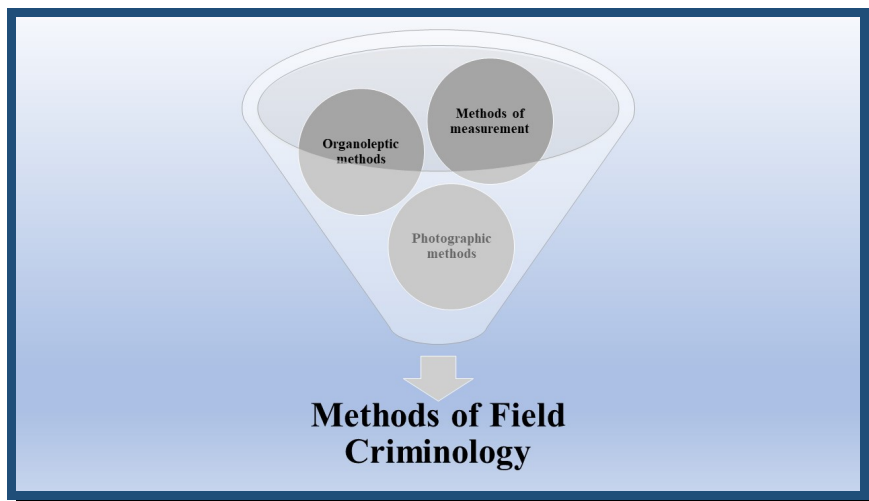 Methods of
measurement
Organoleptic
methods
Photographic
methods
Methods of Field
Criminology